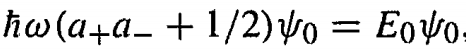 ℏω(a₊a₋ + 1/2)ψ₀ = E₀ψ₀,